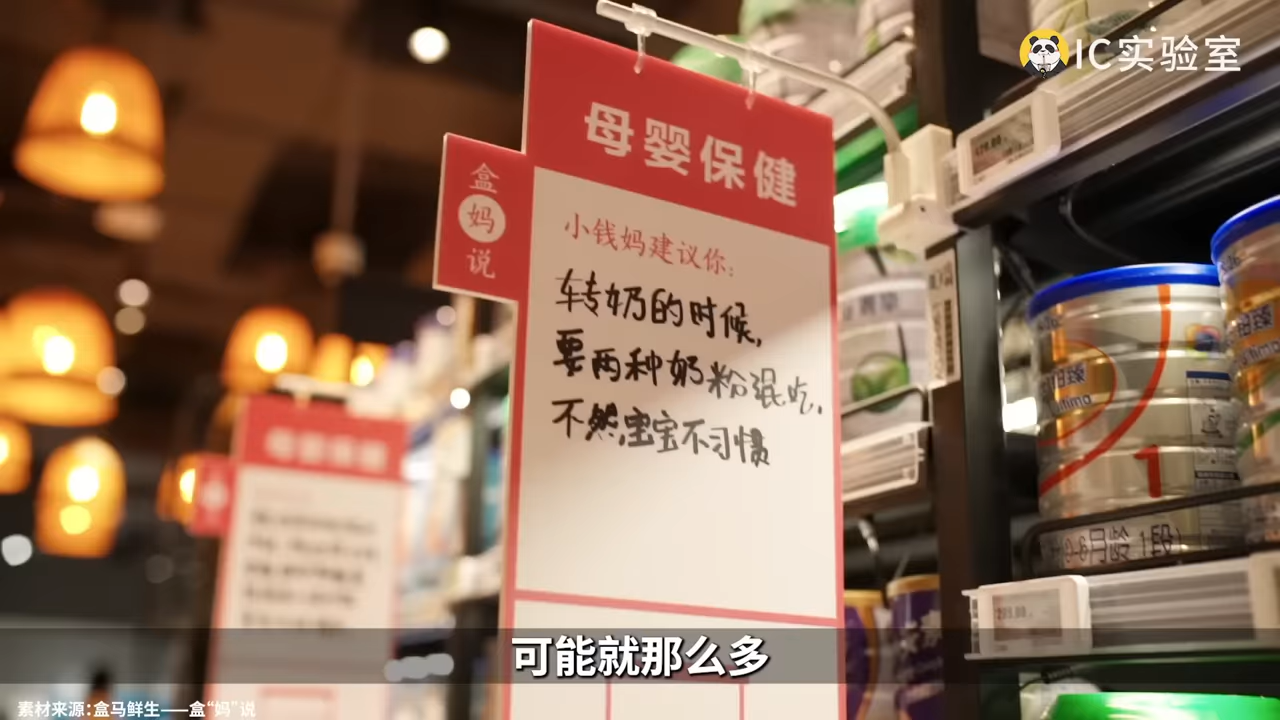 IC实验室
母婴保健
盒
妈
说
小钱妈建议你:
转奶的时候,
要两种奶粉混吃.
不然宝宝不习惯
1
可能就那么多
素材来源:盒马鲜生——盒“妈”说